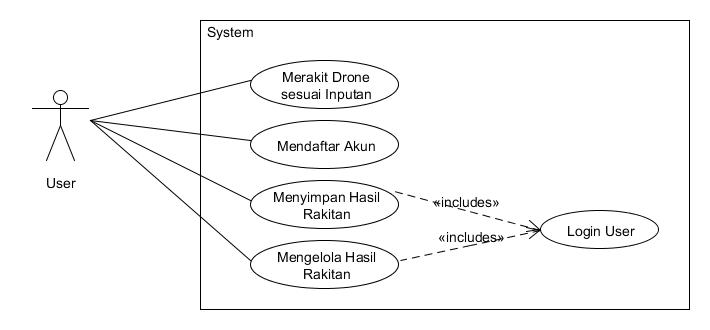 System
Merakit Drone
sesuai Inputan
Mendaftar Akun
User
Menyimpan Hasil
Rakitan
«includes»
Login User
«includes»
Mengelola Hasil
Rakitan